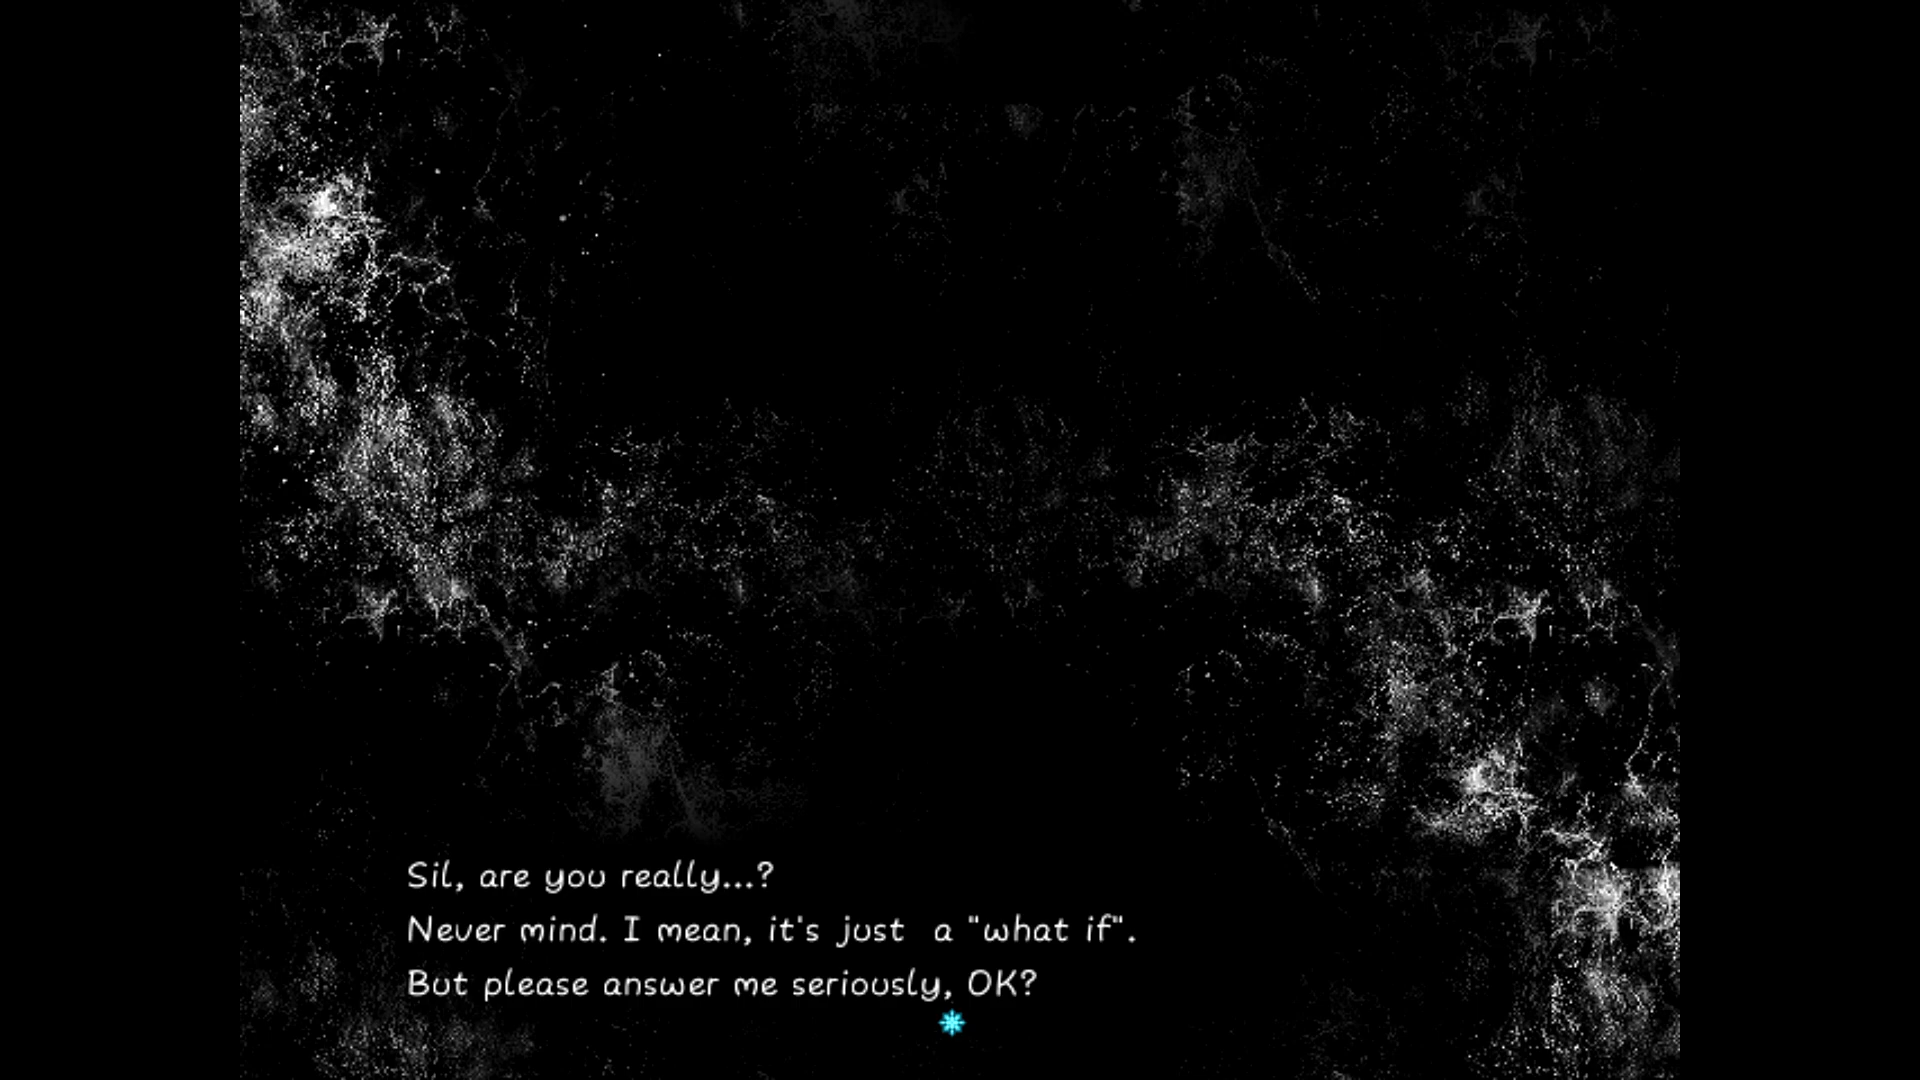 Sil, are you really...?
Never mind. I mean, it's just  a "what if".
But please answer me seriously, OK?